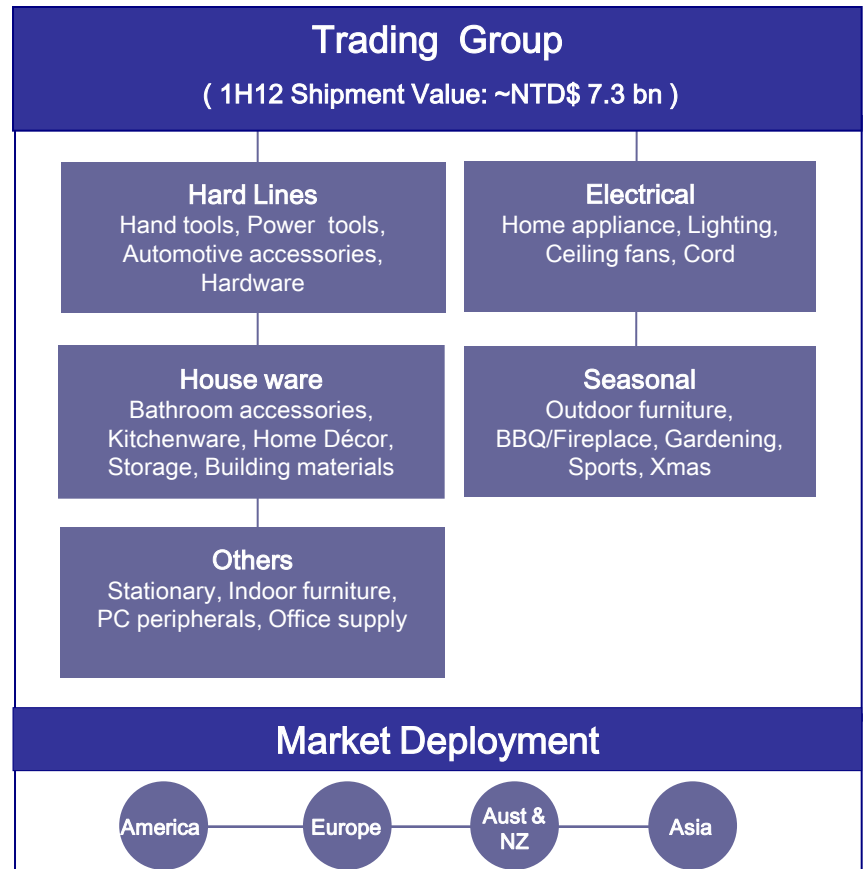 Trading Group
( 1H12 Shipment Value: ~NTD$ 7.3 bn )
Hard Lines
Hand tools, Power tools,
Automotive accessories,
Hardware
Electrical
Home appliance, Lighting,
Ceiling fans, Cord
House ware
Bathroom accessories,
Kitchenware, Home Décor,
Storage, Building materials
Seasonal
Outdoor furniture,
BBQ/Fireplace, Gardening,
Sports, Xmas
Others
Stationary, Indoor furniture,
PC peripherals, Office supply
Market Deployment
America
Europe
Aust &
NZ
Asia